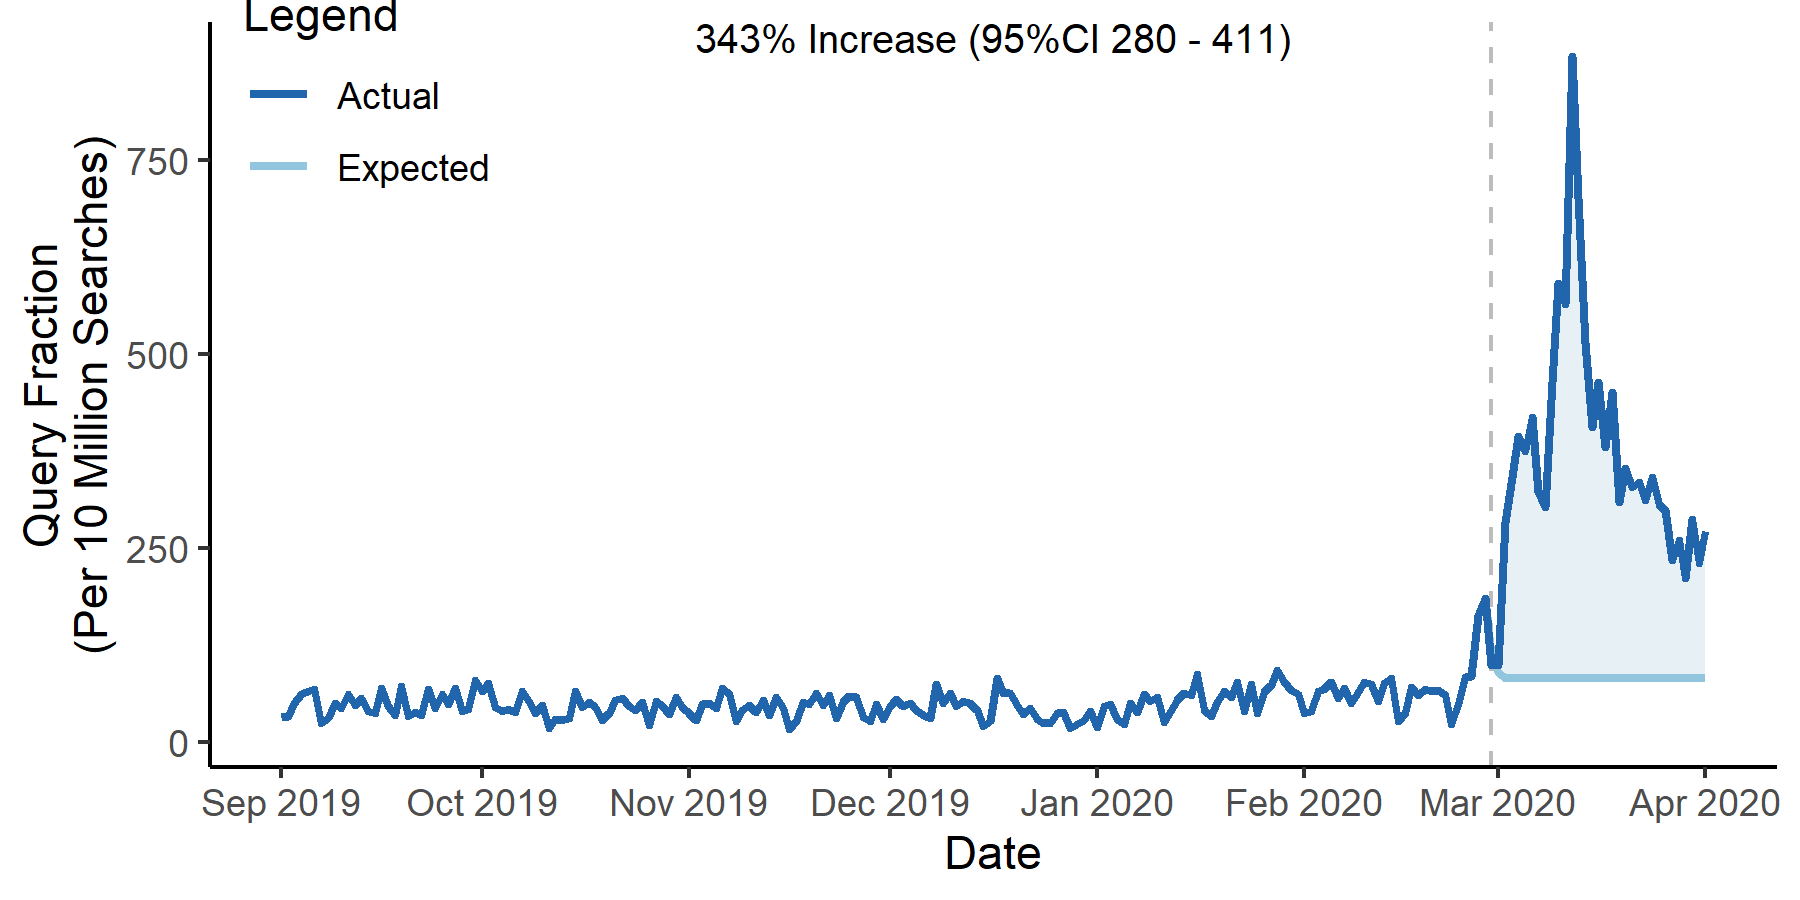 Legend
343% Increase (95%CI 280 - 411)
Actual
Expected
Query Fraction
(Per 10 Million Searches)
750
500
250
0
Sep 2019
Oct 2019
Nov 2019
Dec 2019
Jan 2020
Feb 2020
Mar 2020
Apr 2020
Date